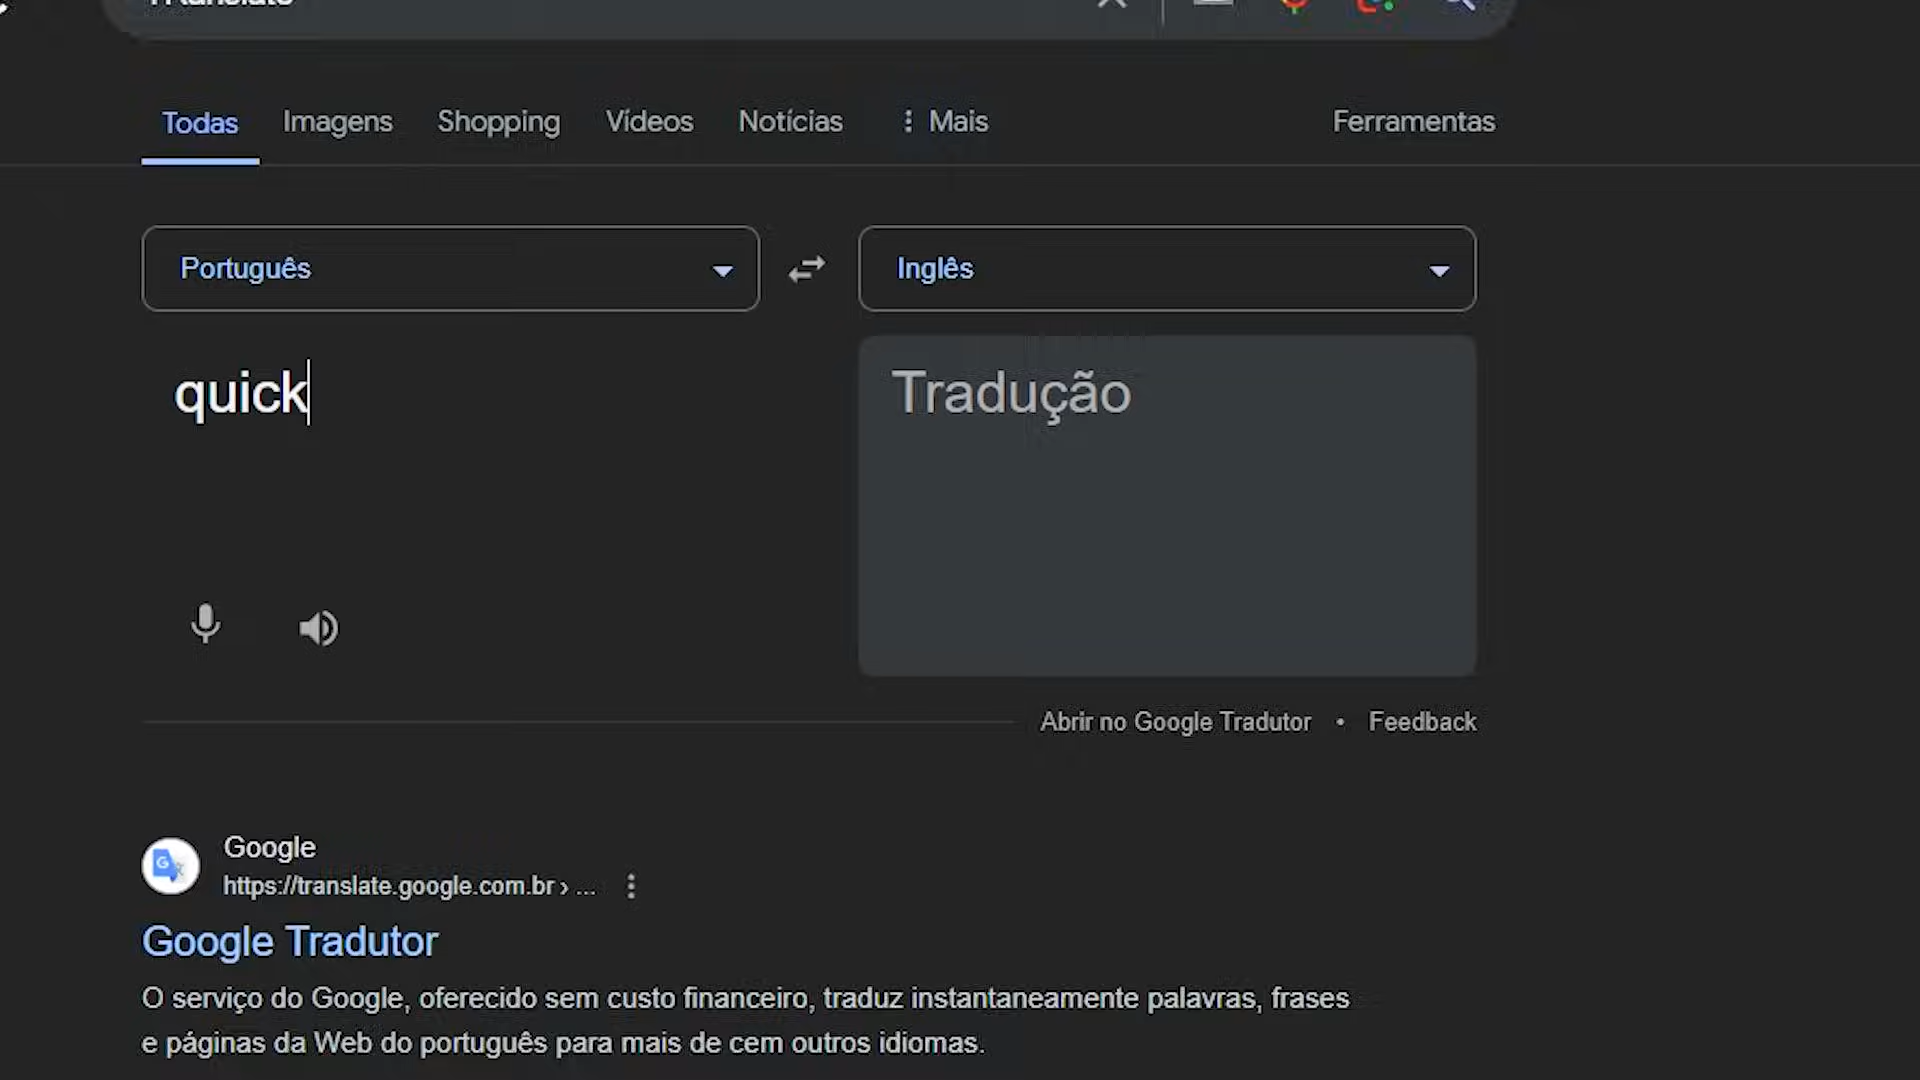 Todas Imagens Shopping Vídeos Notícias Mais Ferramentas
Português Inglês
quick Tradução
Abrir no Google Tradutor • Feedback
Google
https://translate.google.com.br › ...
Google Tradutor
O serviço do Google, oferecido sem custo financeiro, traduz instantaneamente palavras, frases
e páginas da Web do português para mais de cem outros idiomas.